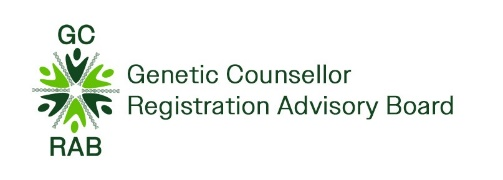 GC
Genetic Counsellor
Registration Advisory Board
RAB